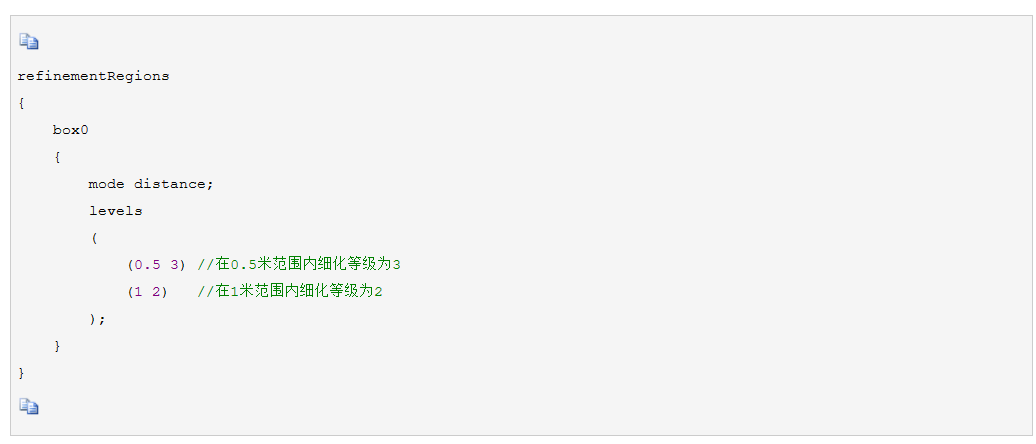 refinementRegions
{
    box0
    {
        mode distance;
        levels
        (
            (0.5 3) //在0.5米范围内细化等级为3
            (1 2)   //在1米范围内细化等级为2
        );
    }
}